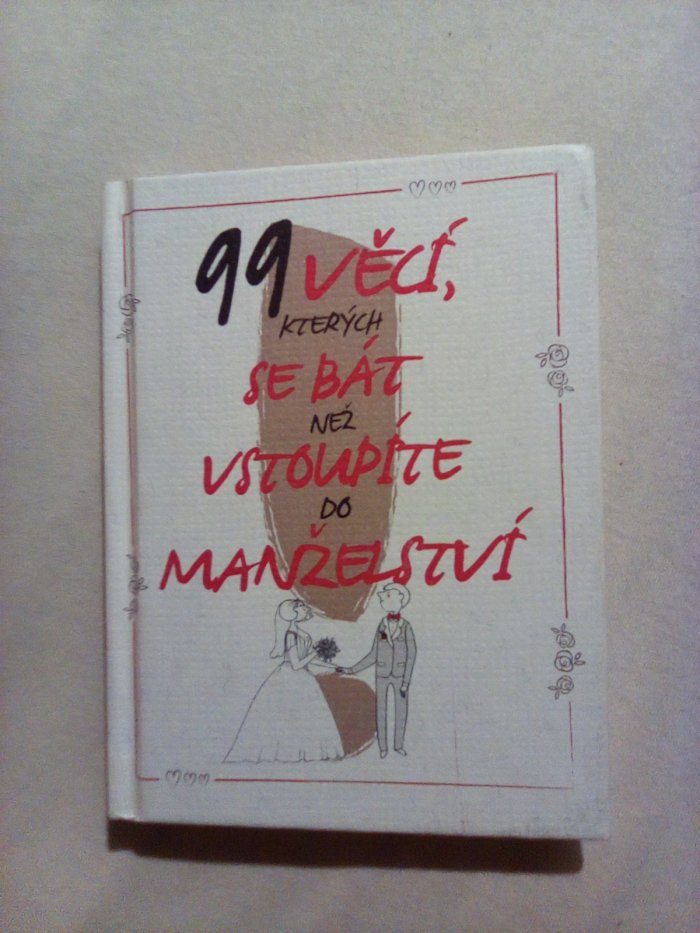 99 VĚCÍ,
KTERÝCH
SE BÁT
NEŽ
VSTOUPÍTE
DO
MANŽELSTVÍ